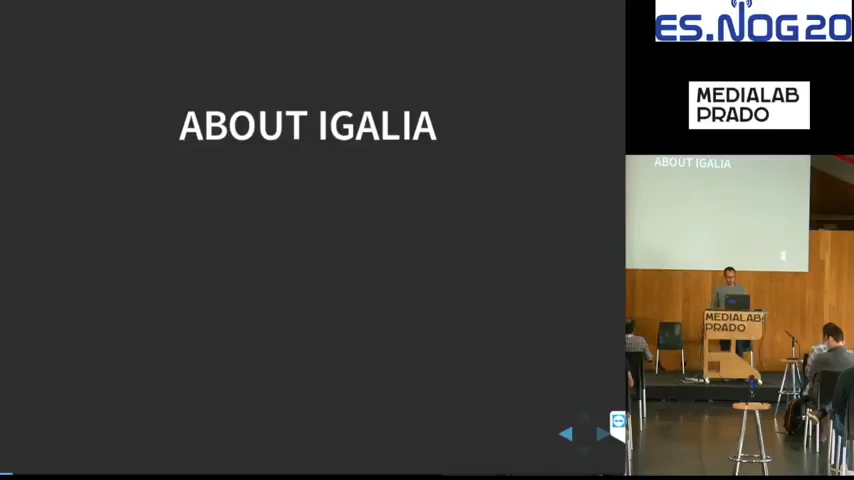 ABOUT IGALIA
ES.NOG20
MEDIALAB
PRADO
ABOUT IGALIA
MEDIALAB
PRADO